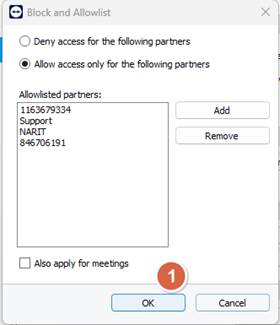 Block and Allowlist
Deny access for the following partners
Allow access only for the following partners
Allowlisted partners:
1163679334
Support
NARIT
846706191
Add
Remove
Also apply for meetings
1
OK
Cancel